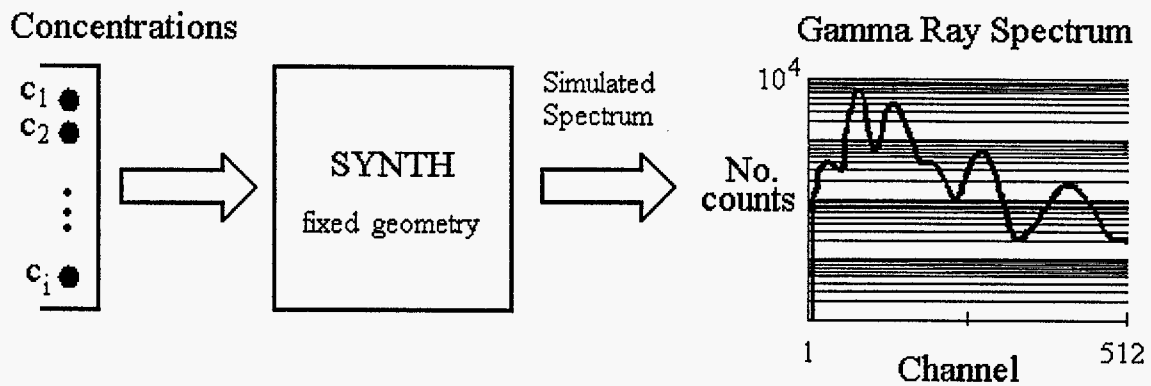 Concentrations
c1
c2
ci
SYNTH
fixed geometry
Simulated
Spectrum
Gamma Ray Spectrum
10^4
No.
counts
1
512
Channel